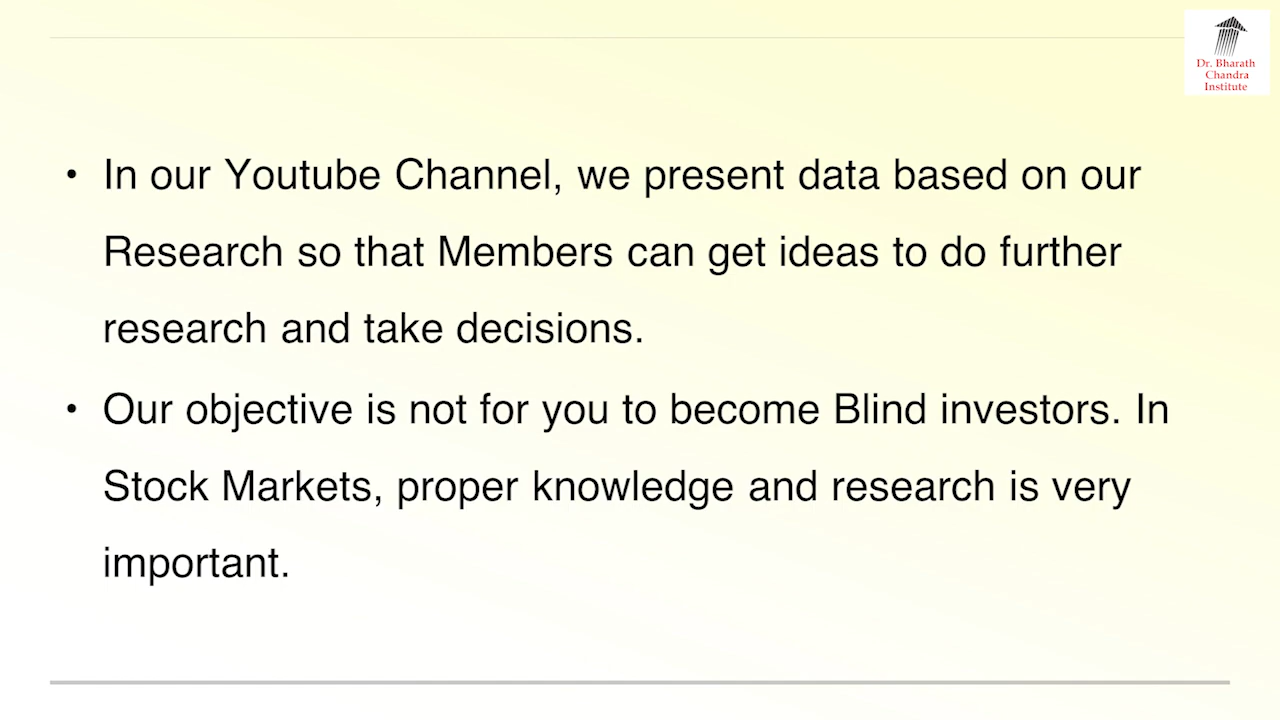 Dr. Bharath
Chandra
Institute
• In our Youtube Channel, we present data based on our
Research so that Members can get ideas to do further
research and take decisions.
• Our objective is not for you to become Blind investors. In
Stock Markets, proper knowledge and research is very
important.